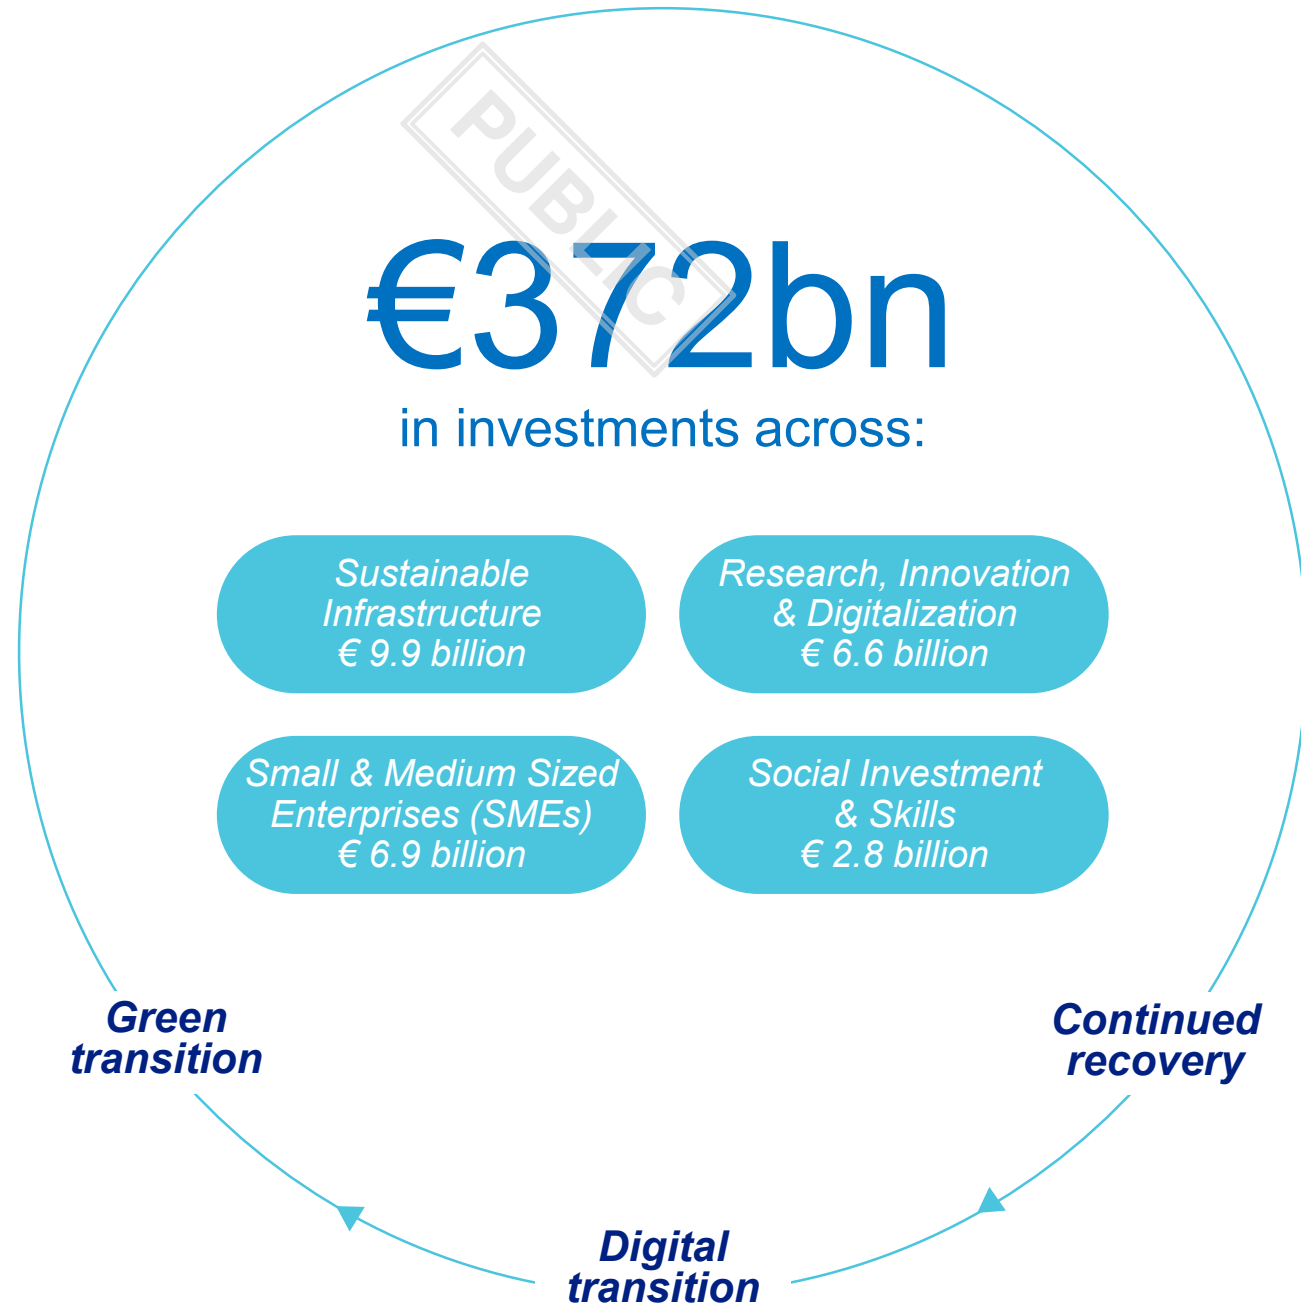 PUBLIC
€372bn
in investments across:
Sustainable
Infrastructure
€ 9.9 billion
Research, Innovation
& Digitalization
€ 6.6 billion
Small & Medium Sized
Enterprises (SMEs)
€ 6.9 billion
Social Investment
& Skills
€ 2.8 billion
Green
transition
Continued
recovery
Digital
transition